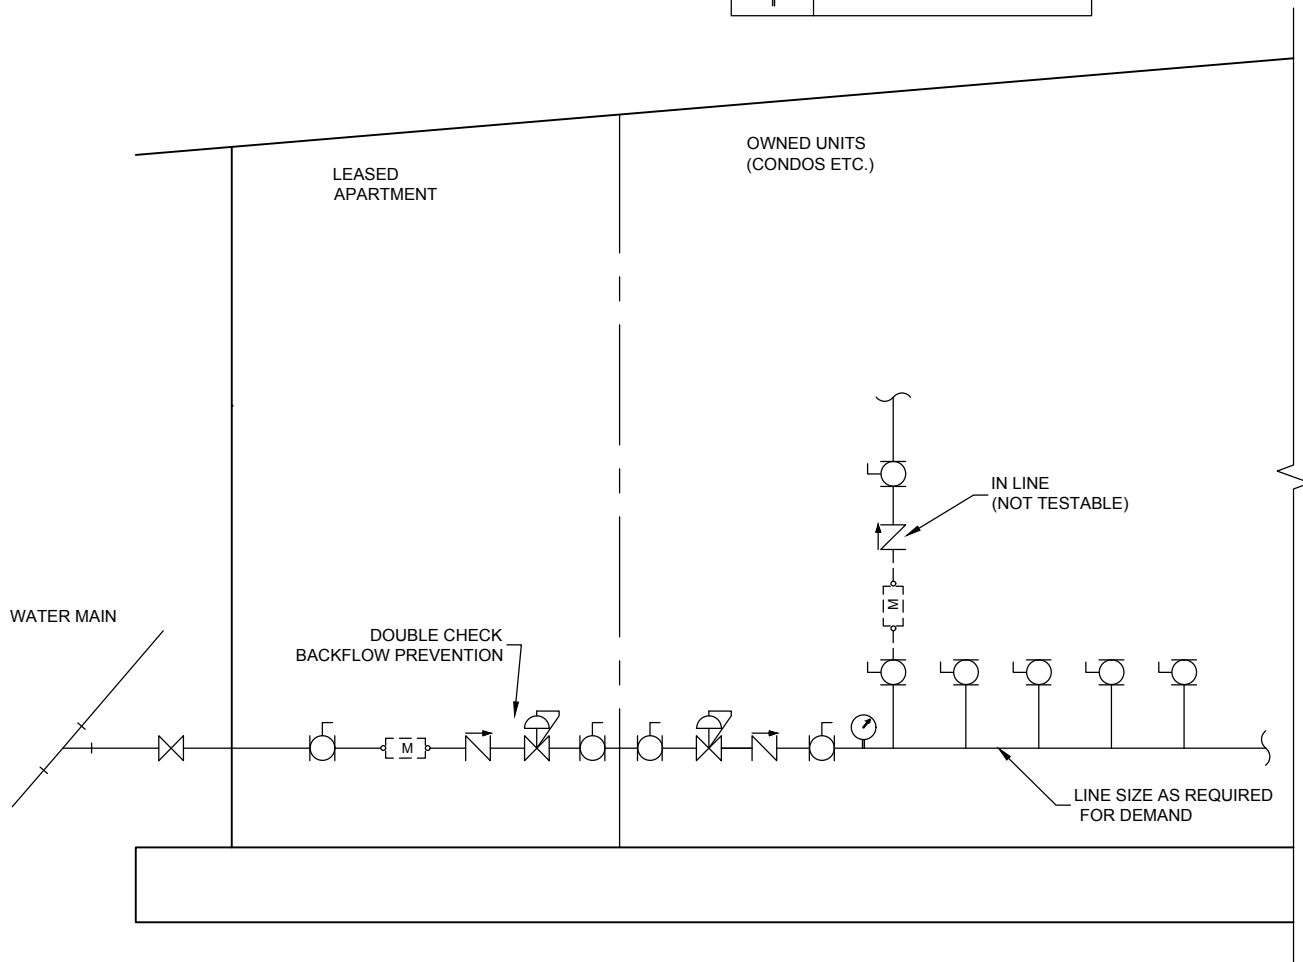 OWNED UNITS
(CONDOS ETC.)
LEASED
APARTMENT
IN LINE
(NOT TESTABLE)
M
WATER MAIN
DOUBLE CHECK
BACKFLOW PREVENTION
M
LINE SIZE AS REQUIRED
FOR DEMAND